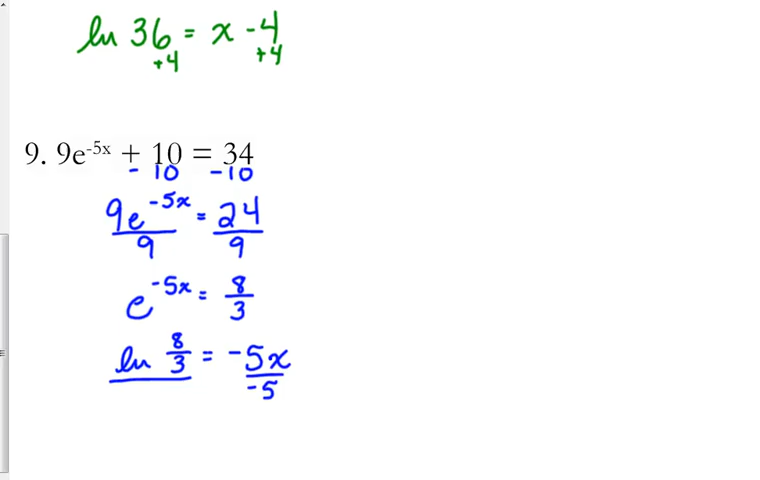 ln 36 = x - 4
+4 +4
9. 9e^-5x + 10 = 34
- 10 -10
9e^-5x = 24
9 9
e^-5x = 8/3
ln 8/3 = -5x
-5